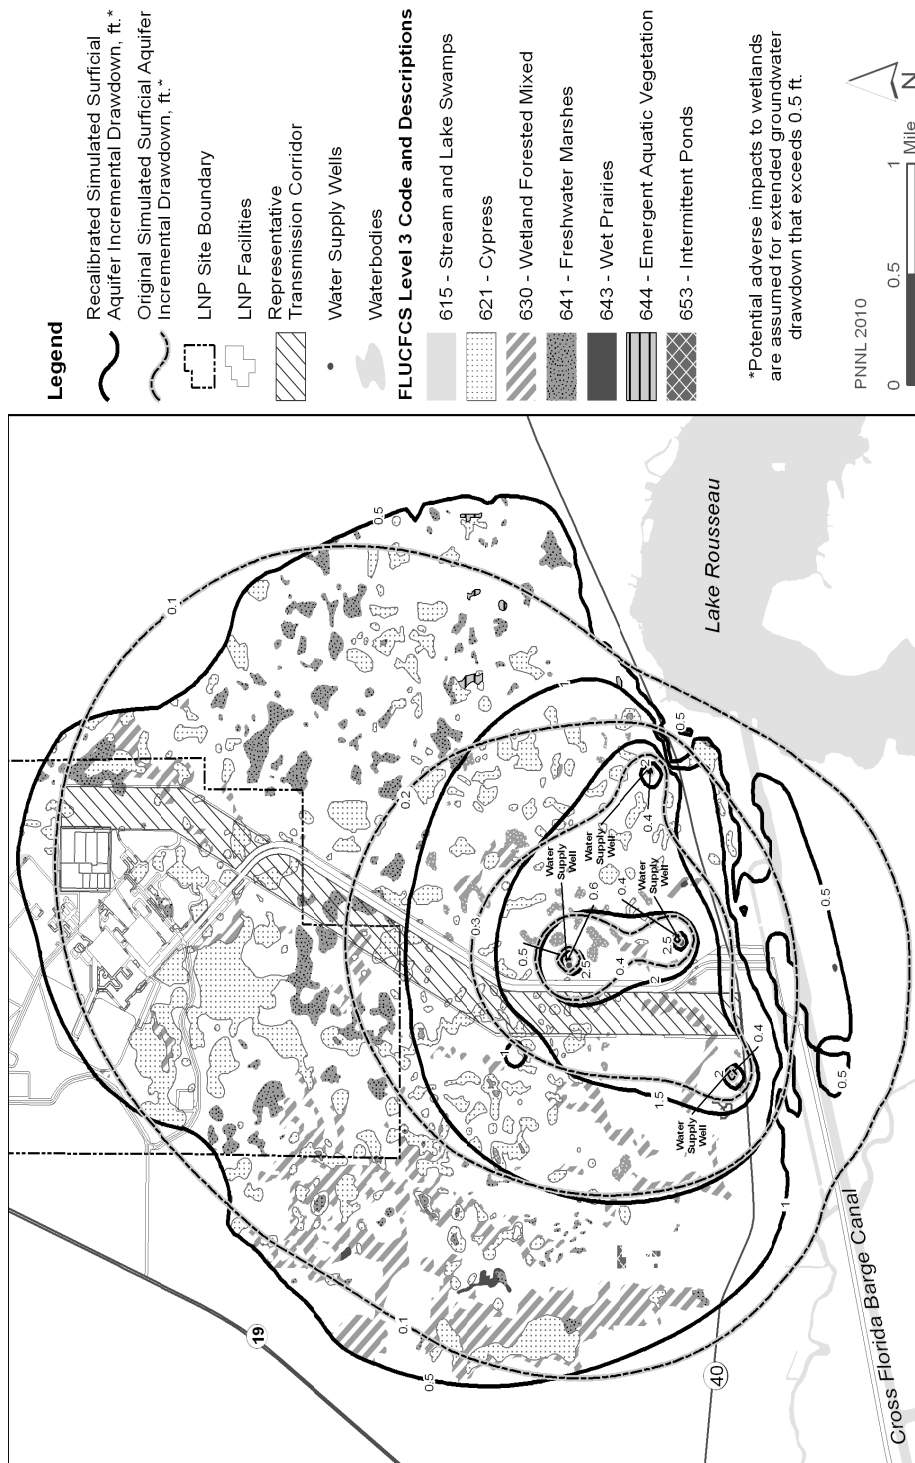 Legend
Recalibrated Simulated Surficial
Aquifer Incremental Drawdown, ft.*
Original Simulated Surficial Aquifer
Incremental Drawdown, ft.*
LNP Site Boundary
LNP Facilities
Representative
Transmission Corridor
Water Supply Wells
Waterbodies
FLUCFCS Level 3 Code and Descriptions
615 - Stream and Lake Swamps
621 - Cypress
630 - Wetland Forested Mixed
641 - Freshwater Marshes
643 - Wet Prairies
644 - Emergent Aquatic Vegetation
653 - Intermittent Ponds
*Potential adverse impacts to wetlands
are assumed for extended groundwater
drawdown that exceeds 0.5 ft.
PNNL 2010
0
0.5
1
Mile
N
19
40
Lake Rousseau
Cross Florida Barge Canal
0.5
0.1
0.1
0.5
0.2
0.3
1
1
1
1.5
0.5
0.6
0.4
0.4
2.5
2.5
2
2
2
0.4
0.4
0.5
0.5
0.5
Water
Supply
Well
Water
Supply
Well
Water
Supply
Well
Water
Supply
Well